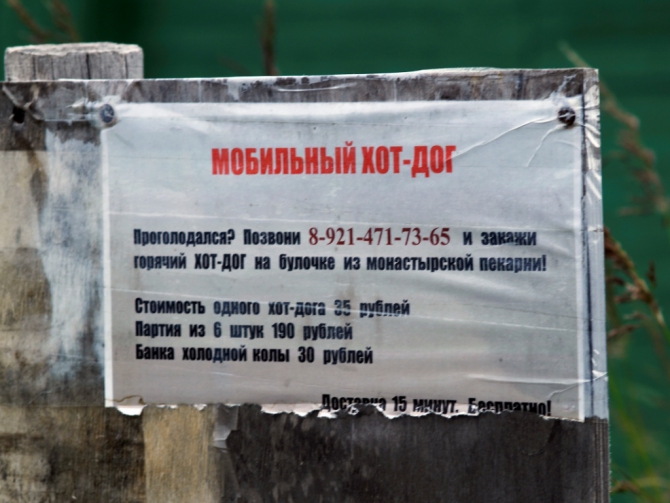 МОБИЛЬНЫЙ ХОТ-ДОГ
Проголодался? Позвони 8-921-471-73-65 и закажи
горячий ХОТ-ДОГ на булочке из монастырской пекарни!
Стоимость одного хот-дога 35 рублей
Партия из 6 штук 190 рублей
Банка холодной колы 30 рублей
Доставка 15 минут. Бесплатно!